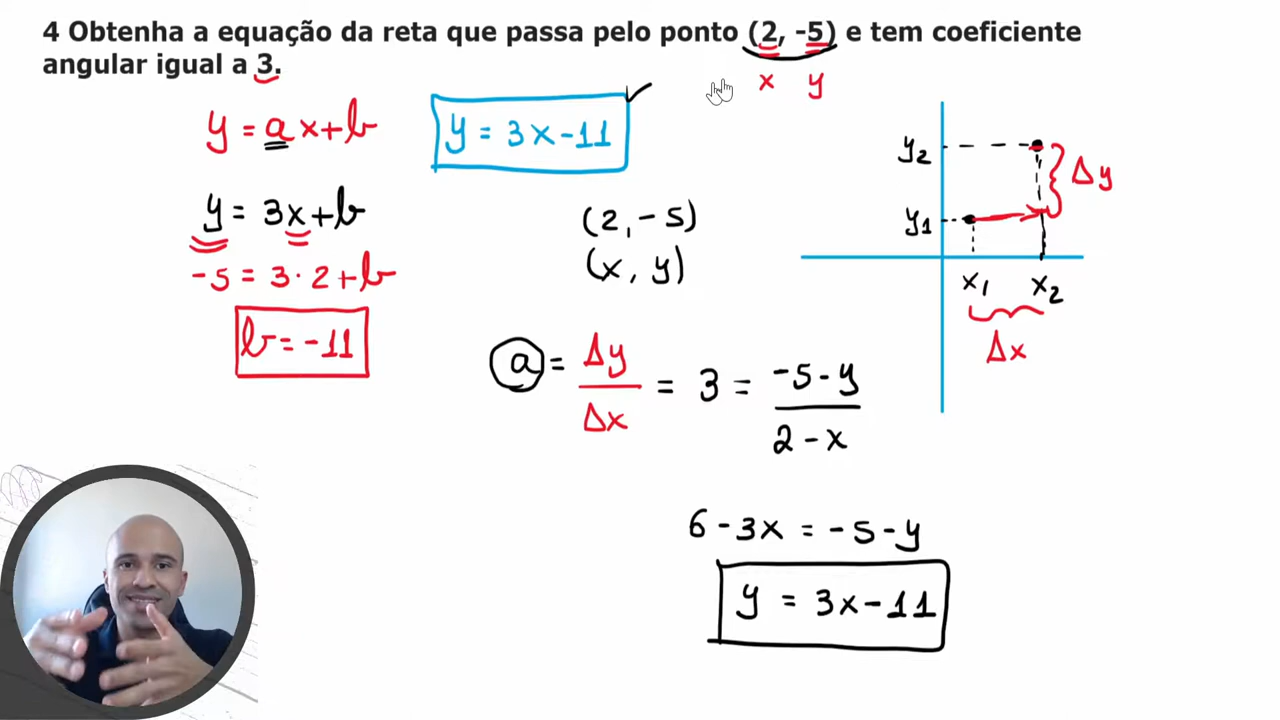 4 Obtenha a equação da reta que passa pelo ponto (2, -5) e tem coeficiente
angular igual a 3.
x y
y = ax+b
y = 3x-11
y = 3x+b
-5 = 3·2+b
b = -11
(2,-5)
(x, y)
y2
y1
Δy
x1 x2
Δx
a = Δy/Δx = 3 = -5-y/2-x
6-3x = -5-y
y = 3x-11